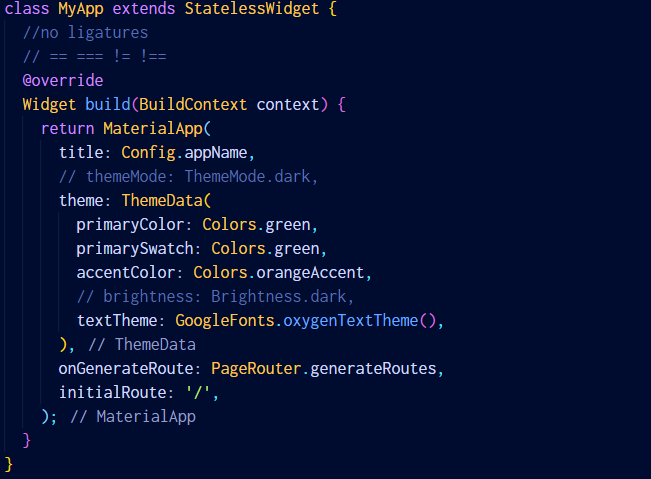 class MyApp extends StatelessWidget {
  //no ligatures
  // == === != !==
  @override
  Widget build(BuildContext context) {
    return MaterialApp(
      title: Config.appName,
      // themeMode: ThemeMode.dark,
      theme: ThemeData(
        primaryColor: Colors.green,
        primarySwatch: Colors.green,
        accentColor: Colors.orangeAccent,
        // brightness: Brightness.dark,
        textTheme: GoogleFonts.oxygenTextTheme(),
      ), // ThemeData
      onGenerateRoute: PageRouter.generateRoutes,
      initialRoute: '/',
    ); // MaterialApp
  }
}